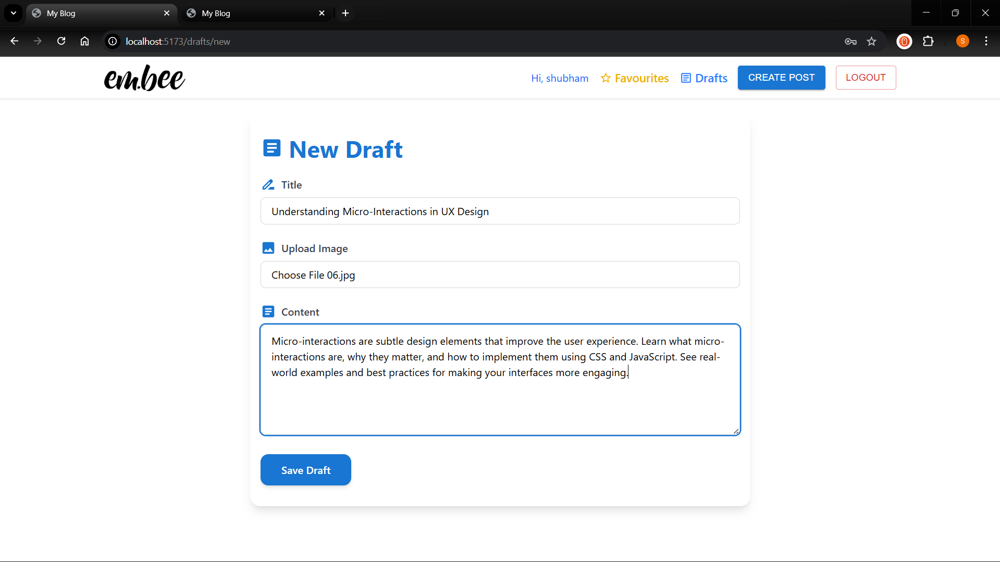 My Blog
My Blog
localhost:5173/drafts/new
S
em.bee
Hi, shubham
Favourites
Drafts
CREATE POST
LOGOUT
New Draft
Title
Understanding Micro-Interactions in UX Design
Upload Image
Choose File 06.jpg
Content
Micro-interactions are subtle design elements that improve the user experience. Learn what micro-
interactions are, why they matter, and how to implement them using CSS and JavaScript. See real-
world examples and best practices for making your interfaces more engaging.
Save Draft